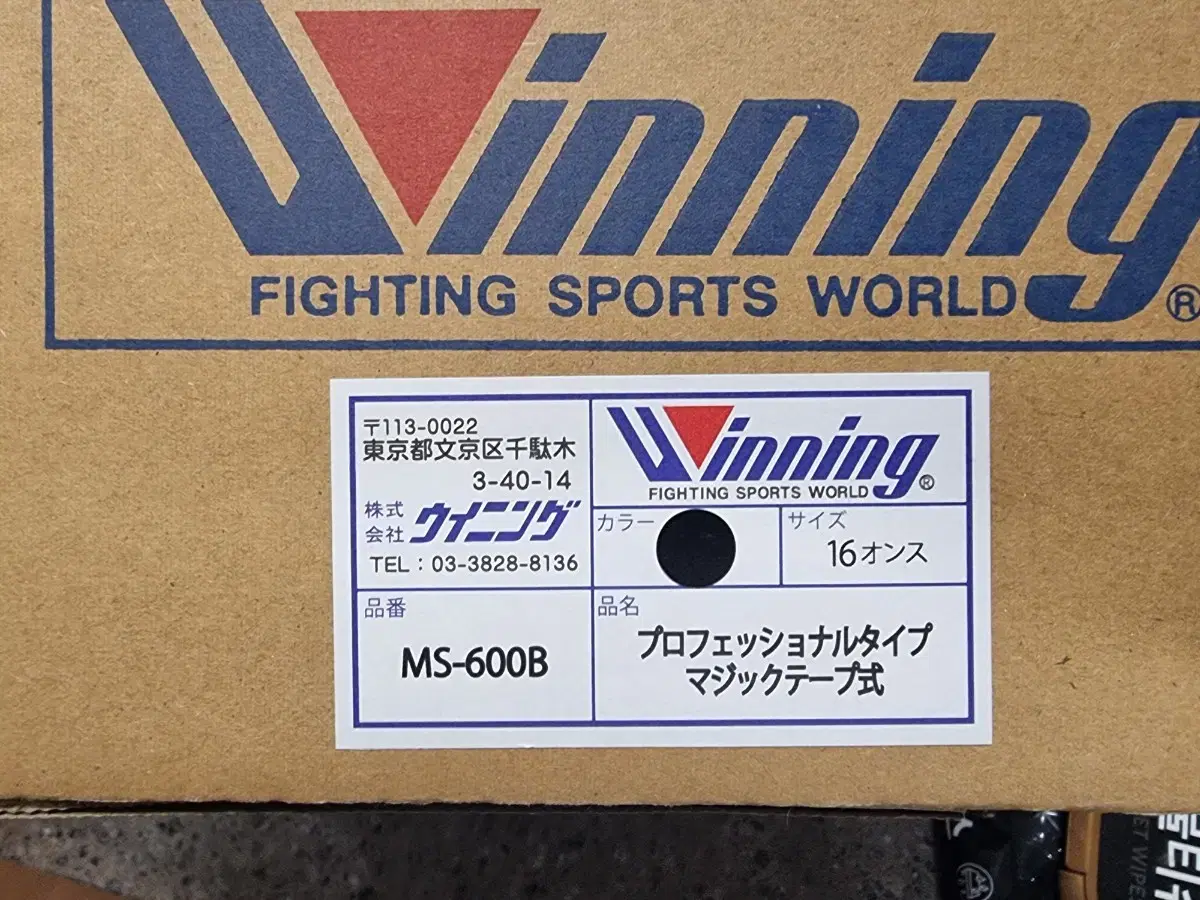 Winning
FIGHTING SPORTS WORLD ®
〒113-0022
東京都文京区千駄木
3-40-14
株式会社 ウイニング
TEL：03-3828-8136
Winning ®
FIGHTING SPORTS WORLD
カラー
サイズ
16オンス
品番
MS-600B
品名
プロフェッショナルタイプ
マジックテープ式
ET WIPE